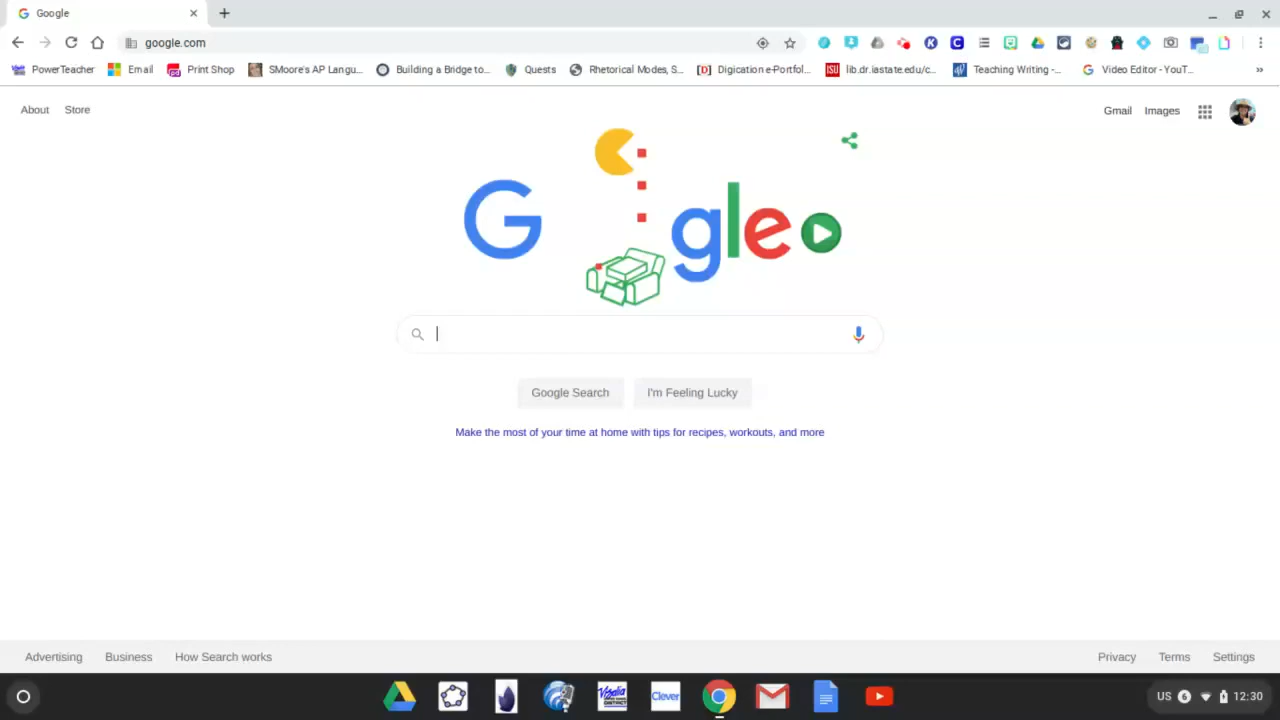 Google
google.com
PowerTeacher Email Print Shop SMoore's AP Langu... Building a Bridge to... Quests Rhetorical Modes, S... Digication e-Portfol... lib.dr.iastate.edu/c... Teaching Writing -... Video Editor - YouT... »
About Store Gmail Images
G gle
Google Search I'm Feeling Lucky
Make the most of your time at home with tips for recipes, workouts, and more
Advertising Business How Search works Privacy Terms Settings
Visalia Clever US 6 12:30